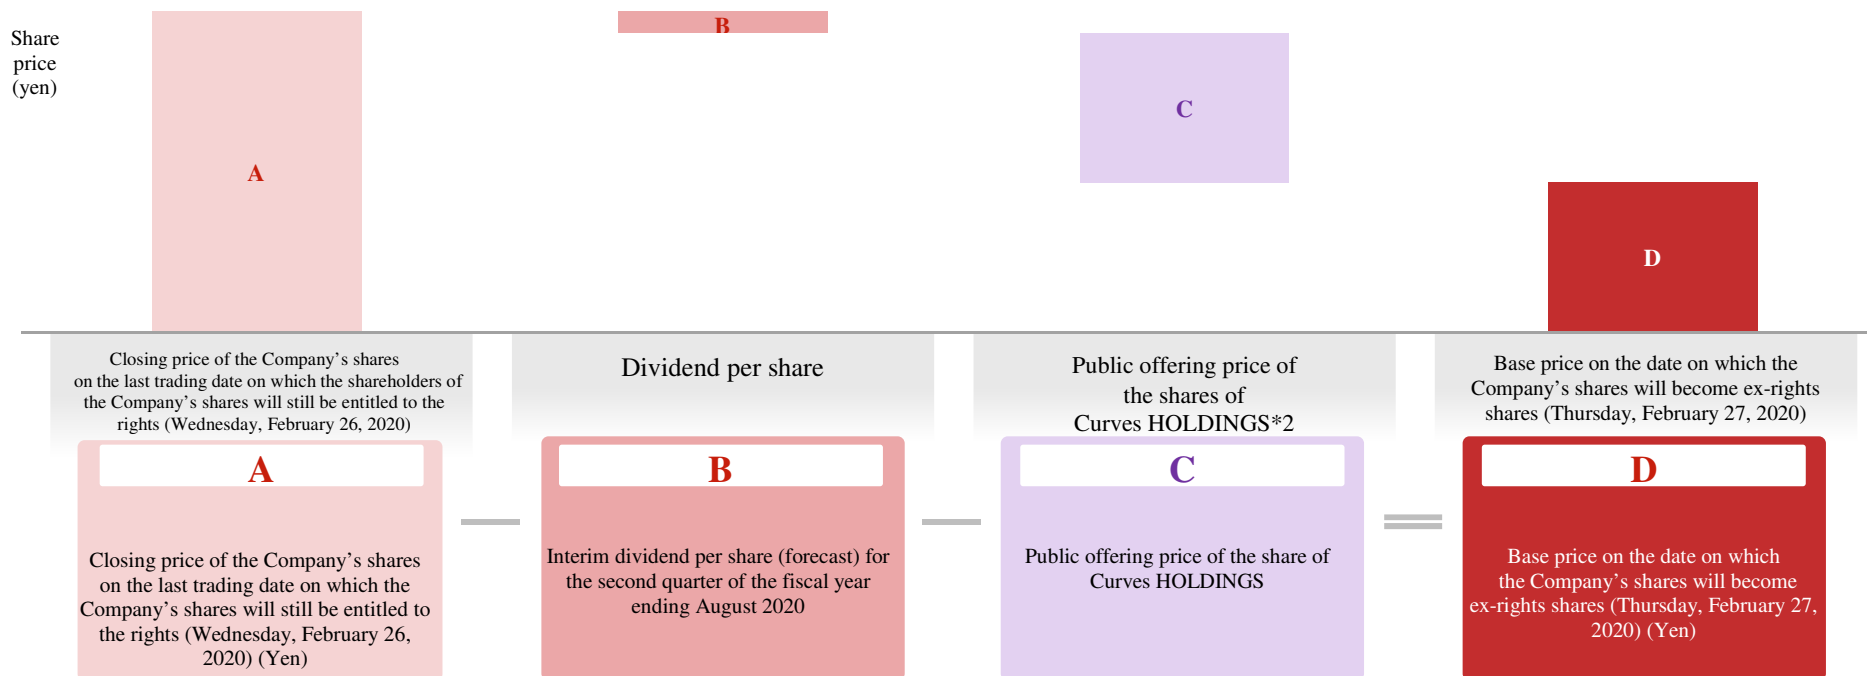 Share
price
(yen)
A
B
C
D
Closing price of the Company’s shares
on the last trading date on which the shareholders of
the Company’s shares will still be entitled to the
rights (Wednesday, February 26, 2020)
Dividend per share
Public offering price of
the shares of
Curves HOLDINGS*2
Base price on the date on which the
Company’s shares will become ex-rights
shares (Thursday, February 27, 2020)
A
Closing price of the Company’s shares
on the last trading date on which the
Company’s shares will still be entitled to
the rights (Wednesday, February 26,
2020) (Yen)
B
Interim dividend per share (forecast) for
the second quarter of the fiscal year
ending August 2020
C
Public offering price of the share of
Curves HOLDINGS
D
Base price on the date on which
the Company’s shares will become
ex-rights shares (Thursday, February 27,
2020) (Yen)